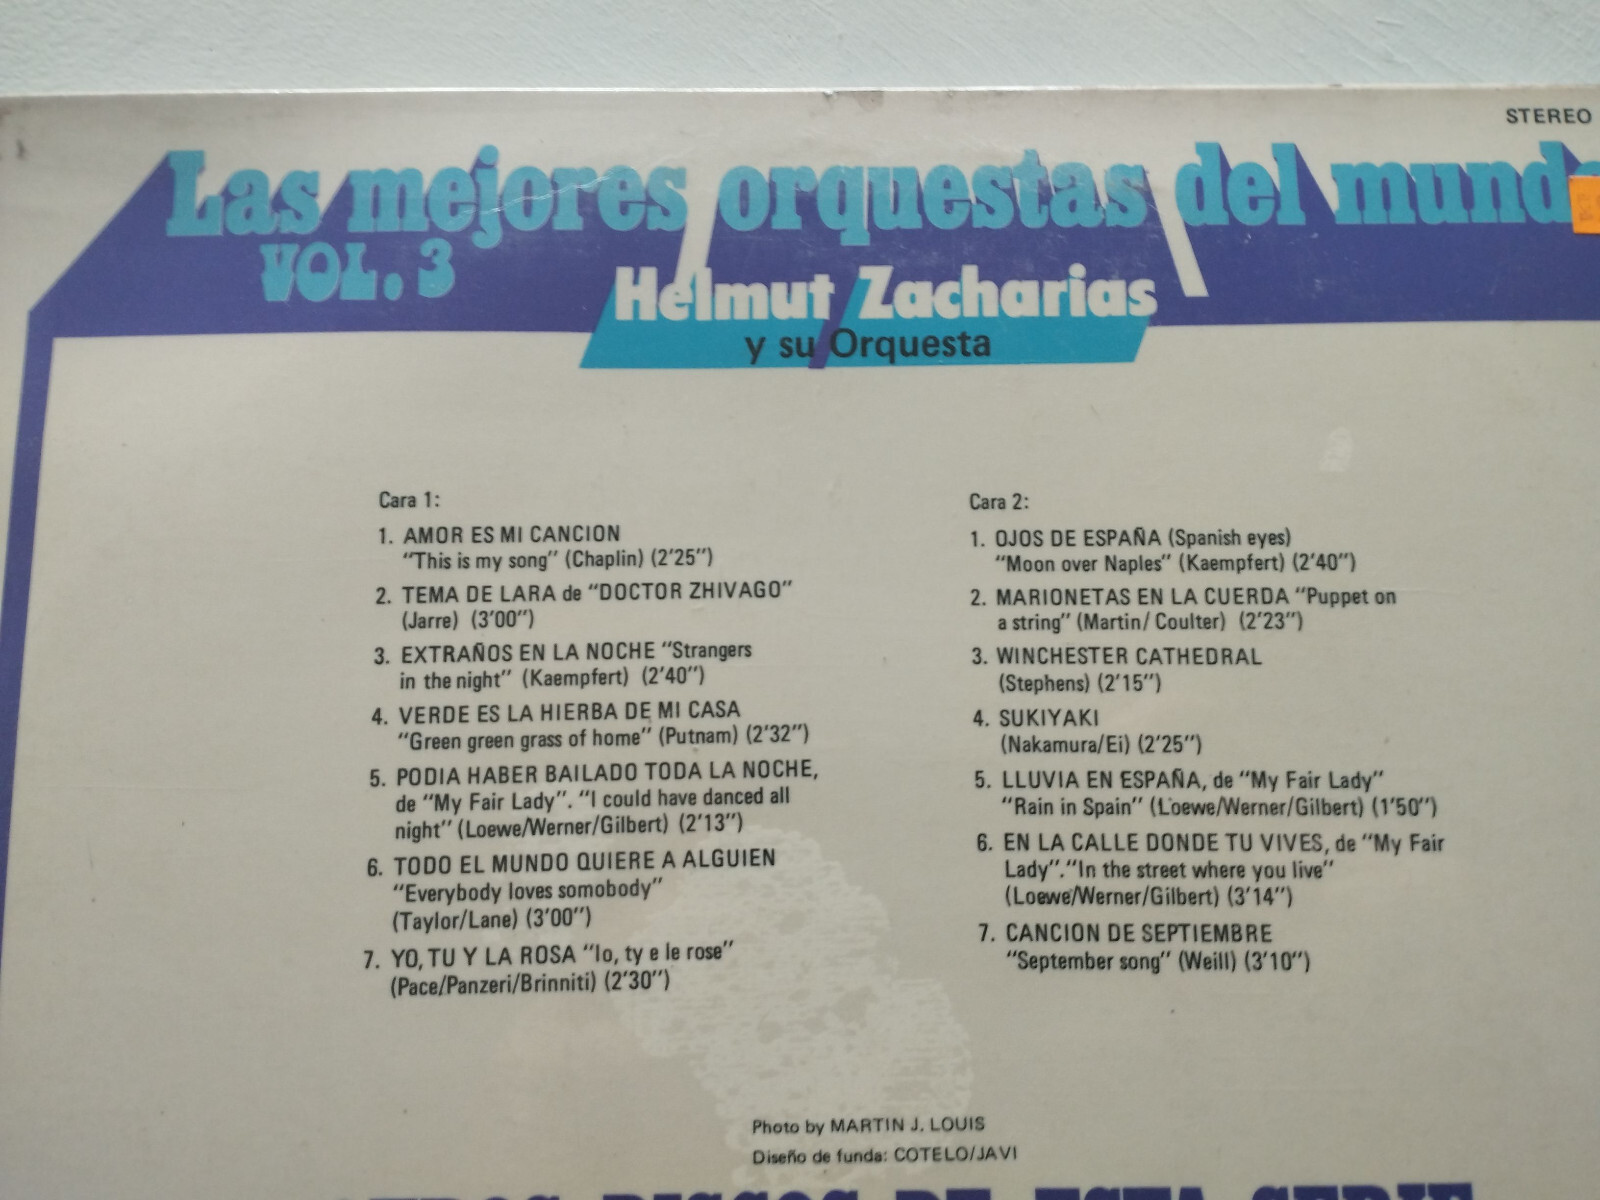 STEREO
Las mejores orquestas del mund
VOL. 3
Helmut Zacharias
y su Orquesta
Cara 1:
1. AMOR ES MI CANCION
"This is my song" (Chaplin) (2'25")
2. TEMA DE LARA de "DOCTOR ZHIVAGO"
(Jarre) (3'00")
3. EXTRAÑOS EN LA NOCHE "Strangers
in the night" (Kaempfert) (2'40")
4. VERDE ES LA HIERBA DE MI CASA
"Green green grass of home" (Putnam) (2'32")
5. PODIA HABER BAILADO TODA LA NOCHE,
de "My Fair Lady". "I could have danced all
night" (Loewe/Werner/Gilbert) (2'13")
6. TODO EL MUNDO QUIERE A ALGUIEN
"Everybody loves somobody"
(Taylor/Lane) (3'00")
7. YO, TU Y LA ROSA "Io, ty e le rose"
(Pace/Panzeri/Brinniti) (2'30")
Cara 2:
1. OJOS DE ESPAÑA (Spanish eyes)
"Moon over Naples" (Kaempfert) (2'40")
2. MARIONETAS EN LA CUERDA "Puppet on
a string" (Martin/ Coulter) (2'23")
3. WINCHESTER CATHEDRAL
(Stephens) (2'15")
4. SUKIYAKI
(Nakamura/Ei) (2'25")
5. LLUVIA EN ESPAÑA, de "My Fair Lady"
"Rain in Spain" (Loewe/Werner/Gilbert) (1'50")
6. EN LA CALLE DONDE TU VIVES, de "My Fair
Lady"."In the street where you live"
(Loewe/Werner/Gilbert) (3'14")
7. CANCION DE SEPTIEMBRE
"September song" (Weill) (3'10")
Photo by MARTIN J. LOUIS
Diseño de funda: COTELO/JAVI
OTROS DISCOS DE ESTA SERIE